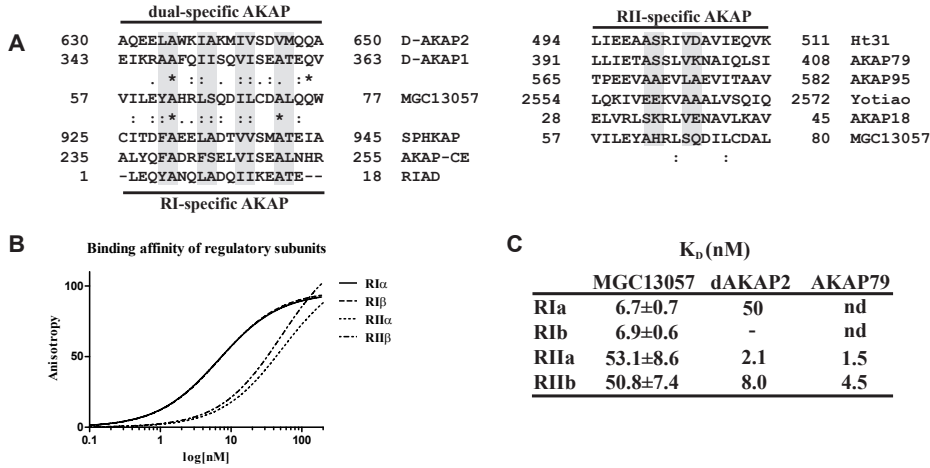 dual-specific AKAP
RII-specific AKAP
A
630 AQEELAWKIAKMIVSDVMQQA 650 D-AKAP2
343 EIKRAAFQIISQVISEATEQV 363 D-AKAP1
. * :: . :: : *
57 VILEYAHRLSQDILCDALQQW 77 MGC13057
: * :: : :: . *
925 CITDFAEELADTVVSMATEIA 945 SPHKAP
235 ALYQFADRFSELVISEALNHR 255 AKAP-CE
1 -LEQYANQLADQIIKEATE-- 18 RIAD
RI-specific AKAP
494 LIEEAASRIVDAVIEQVK 511 Ht31
391 LLIETASSLVKNAIQLSI 408 AKAP79
565 TPEEVAAEVLAEVITAAV 582 AKAP95
2554 LQKIVEEKVAAALVSQIQ 2572 Yotiao
28 ELVRLSKRLVENAVLKAV 45 AKAP18
57 VILEYAHRLSQDILCDAL 80 MGC13057
: :
B
Binding affinity of regulatory subunits
Anisotropy
100
50
0
0.1 1 10 100
log[nM]
RIα
RIβ
RIIα
RIIβ
C
KD (nM)
MGC13057 dAKAP2 AKAP79
RIa 6.7±0.7 50 nd
RIb 6.9±0.6 - nd
RIIa 53.1±8.6 2.1 1.5
RIIb 50.8±7.4 8.0 4.5